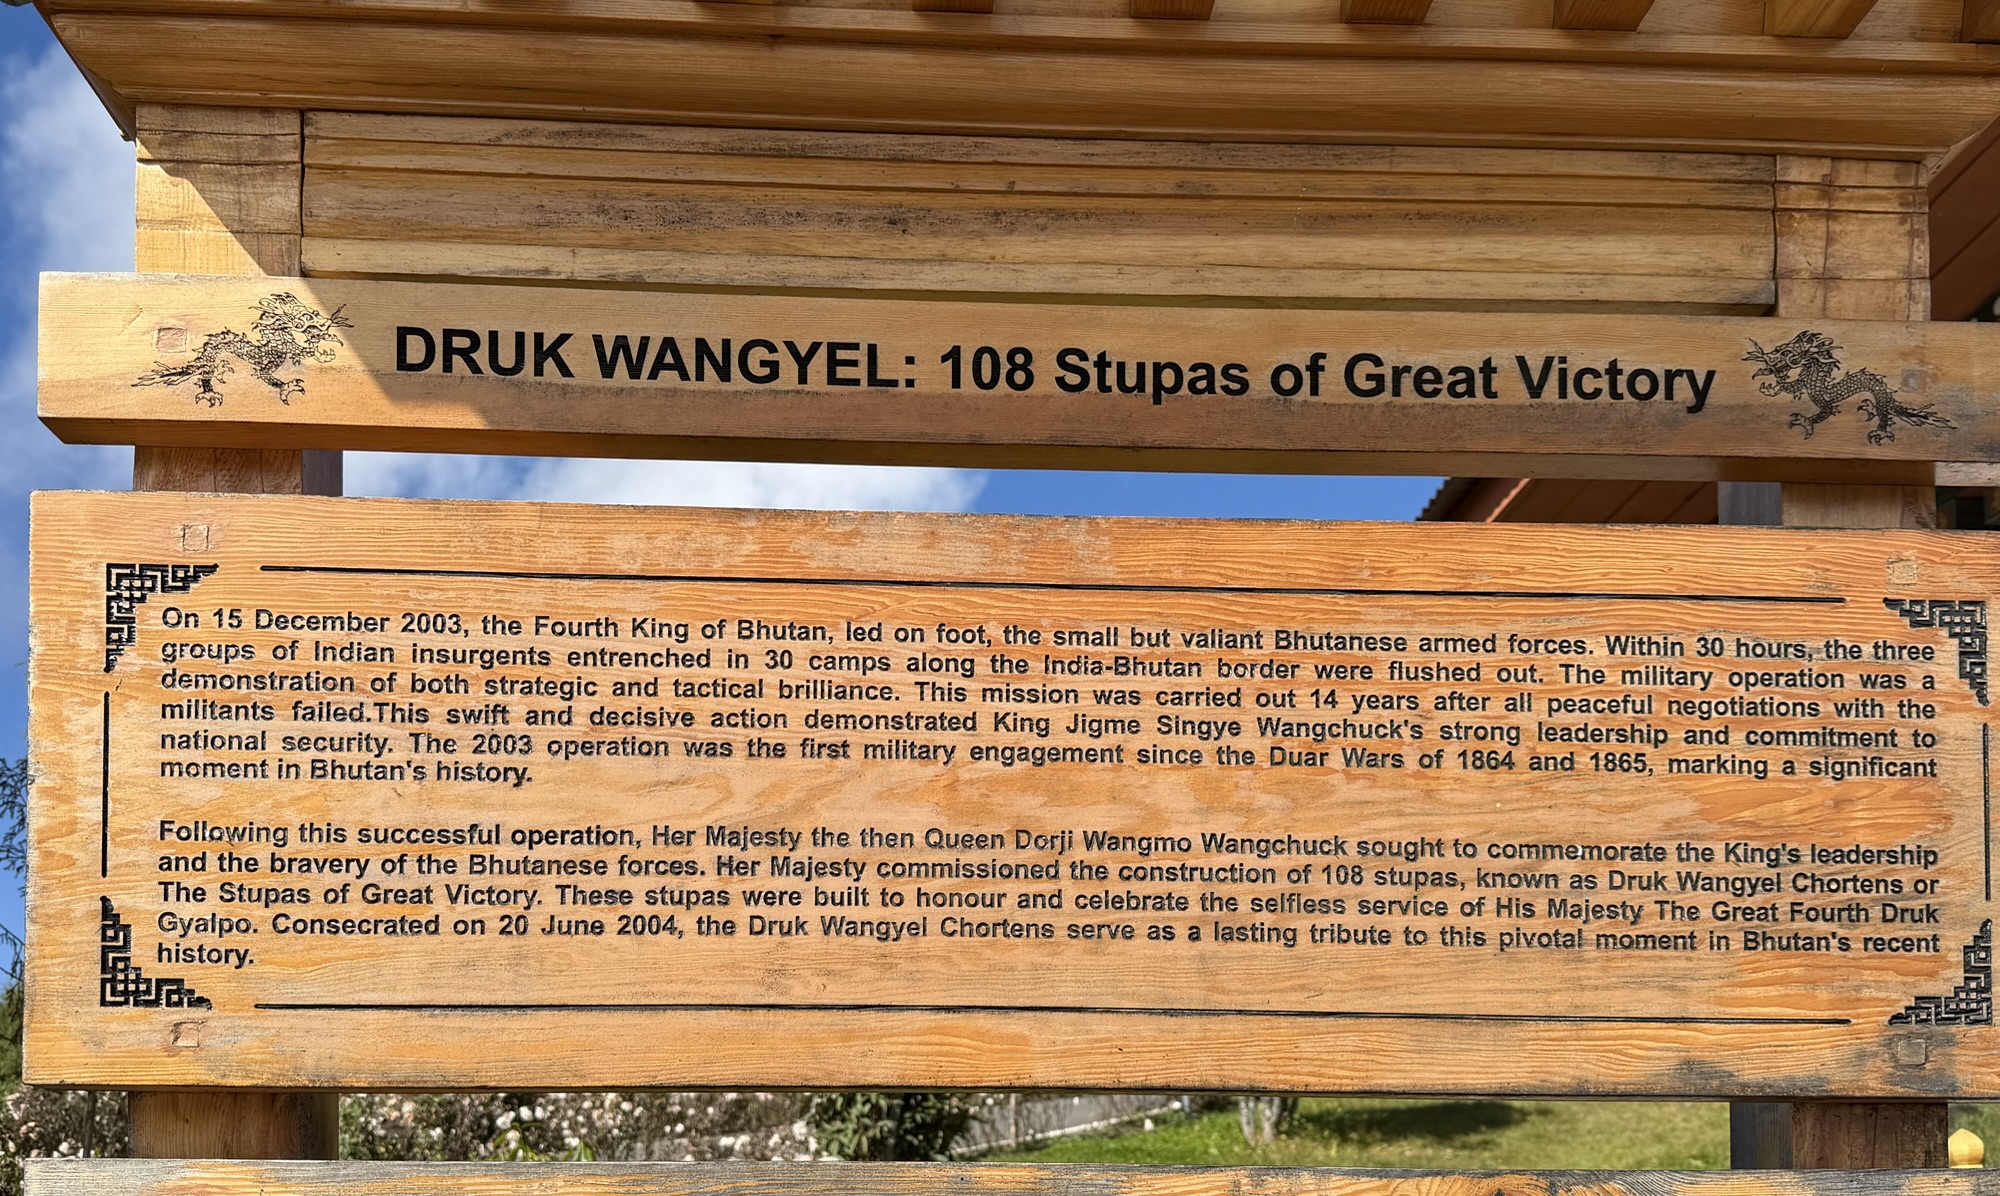 DRUK WANGYEL: 108 Stupas of Great Victory
On 15 December 2003, the Fourth King of Bhutan, led on foot, the small but valiant Bhutanese armed forces. Within 30 hours, the three
groups of Indian insurgents entrenched in 30 camps along the India-Bhutan border were flushed out. The military operation was a
demonstration of both strategic and tactical brilliance. This mission was carried out 14 years after all peaceful negotiations with the
militants failed.This swift and decisive action demonstrated King Jigme Singye Wangchuck's strong leadership and commitment to
national security. The 2003 operation was the first military engagement since the Duar Wars of 1864 and 1865, marking a significant
moment in Bhutan's history.
Following this successful operation, Her Majesty the then Queen Dorji Wangmo Wangchuck sought to commemorate the King's leadership
and the bravery of the Bhutanese forces. Her Majesty commissioned the construction of 108 stupas, known as Druk Wangyel Chortens or
The Stupas of Great Victory. These stupas were built to honour and celebrate the selfless service of His Majesty The Great Fourth Druk
Gyalpo. Consecrated on 20 June 2004, the Druk Wangyel Chortens serve as a lasting tribute to this pivotal moment in Bhutan's recent
history.